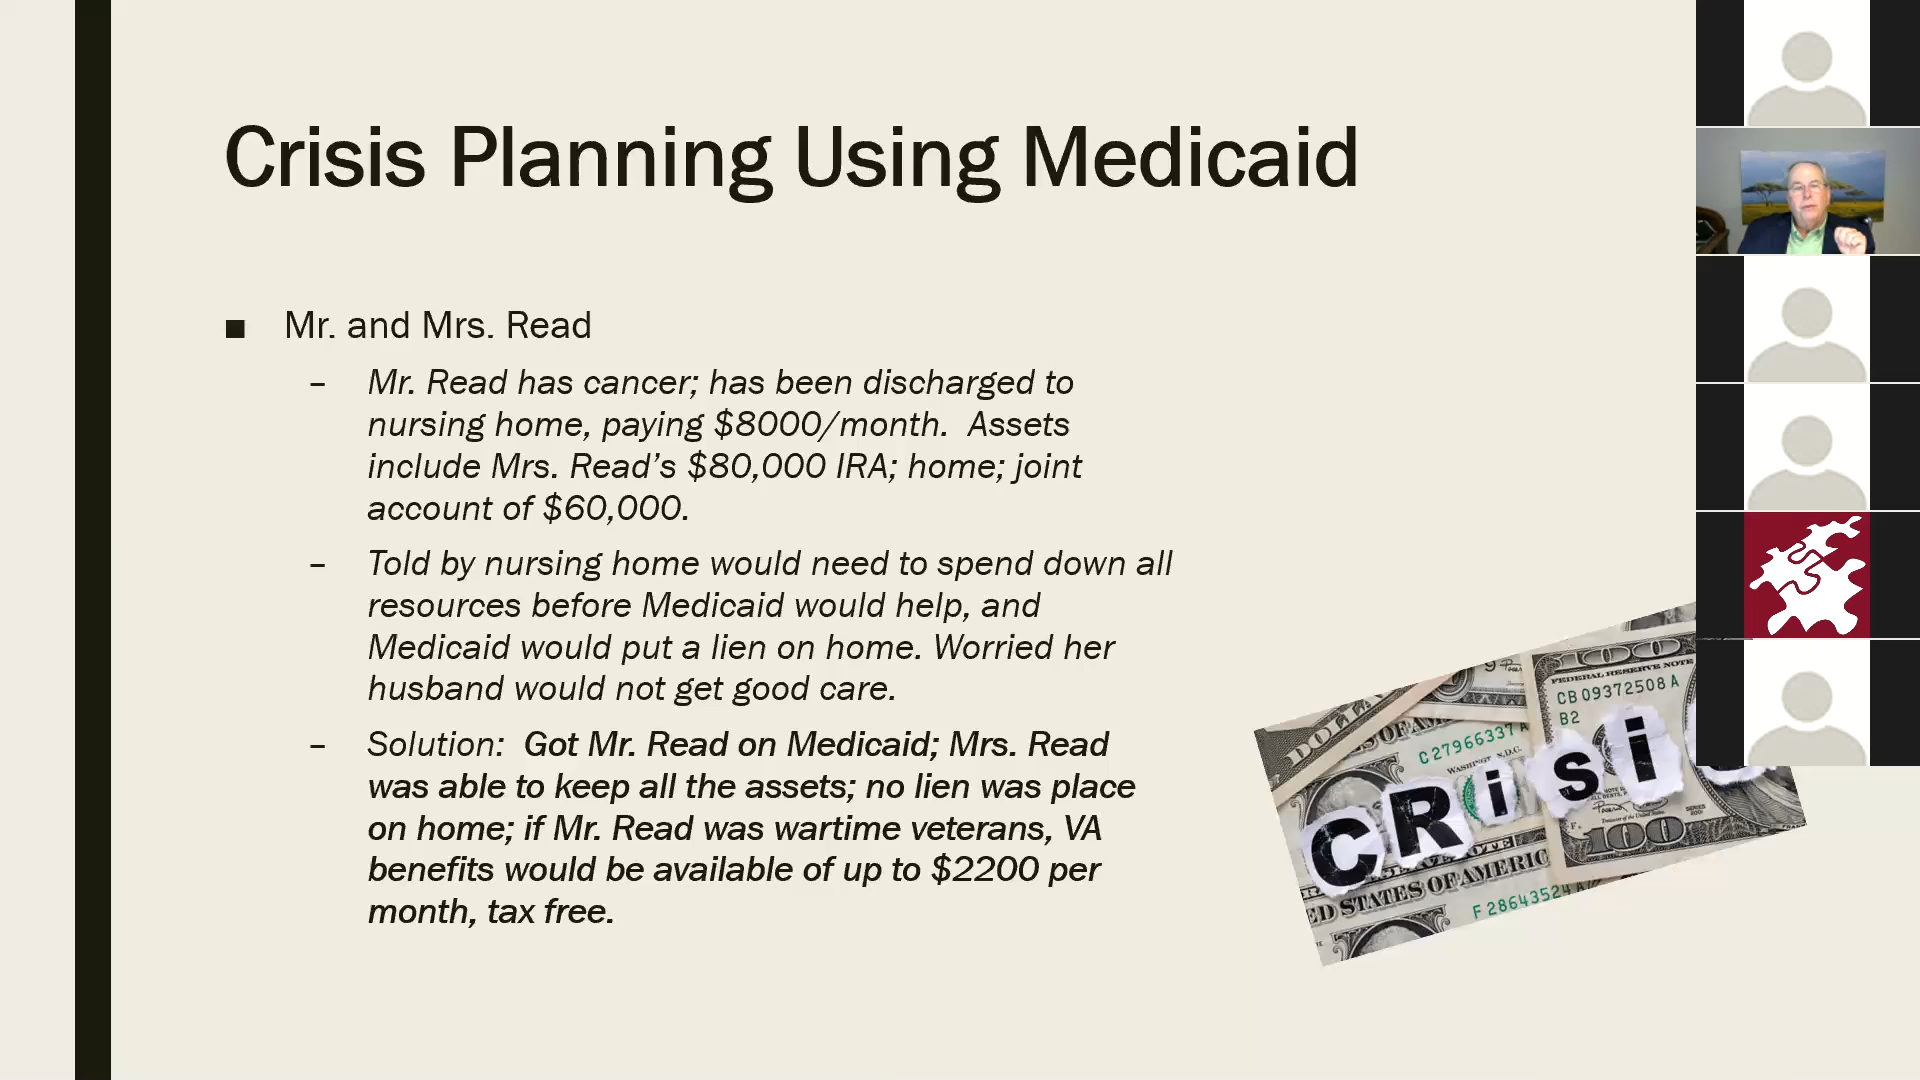 Crisis Planning Using Medicaid
■ Mr. and Mrs. Read
– Mr. Read has cancer; has been discharged to
nursing home, paying $8000/month. Assets
include Mrs. Read’s $80,000 IRA; home; joint
account of $60,000.
– Told by nursing home would need to spend down all
resources before Medicaid would help, and
Medicaid would put a lien on home. Worried her
husband would not get good care.
– Solution: Got Mr. Read on Medicaid; Mrs. Read
was able to keep all the assets; no lien was place
on home; if Mr. Read was wartime veterans, VA
benefits would be available of up to $2200 per
month, tax free.
100
FEDERAL RESERVE NOTE
CB 09372508 A
B2
C 27966337 A
WASHINGTON, D.C.
CRisi
100
ED STATES OF AMERIC
F 28643524 A